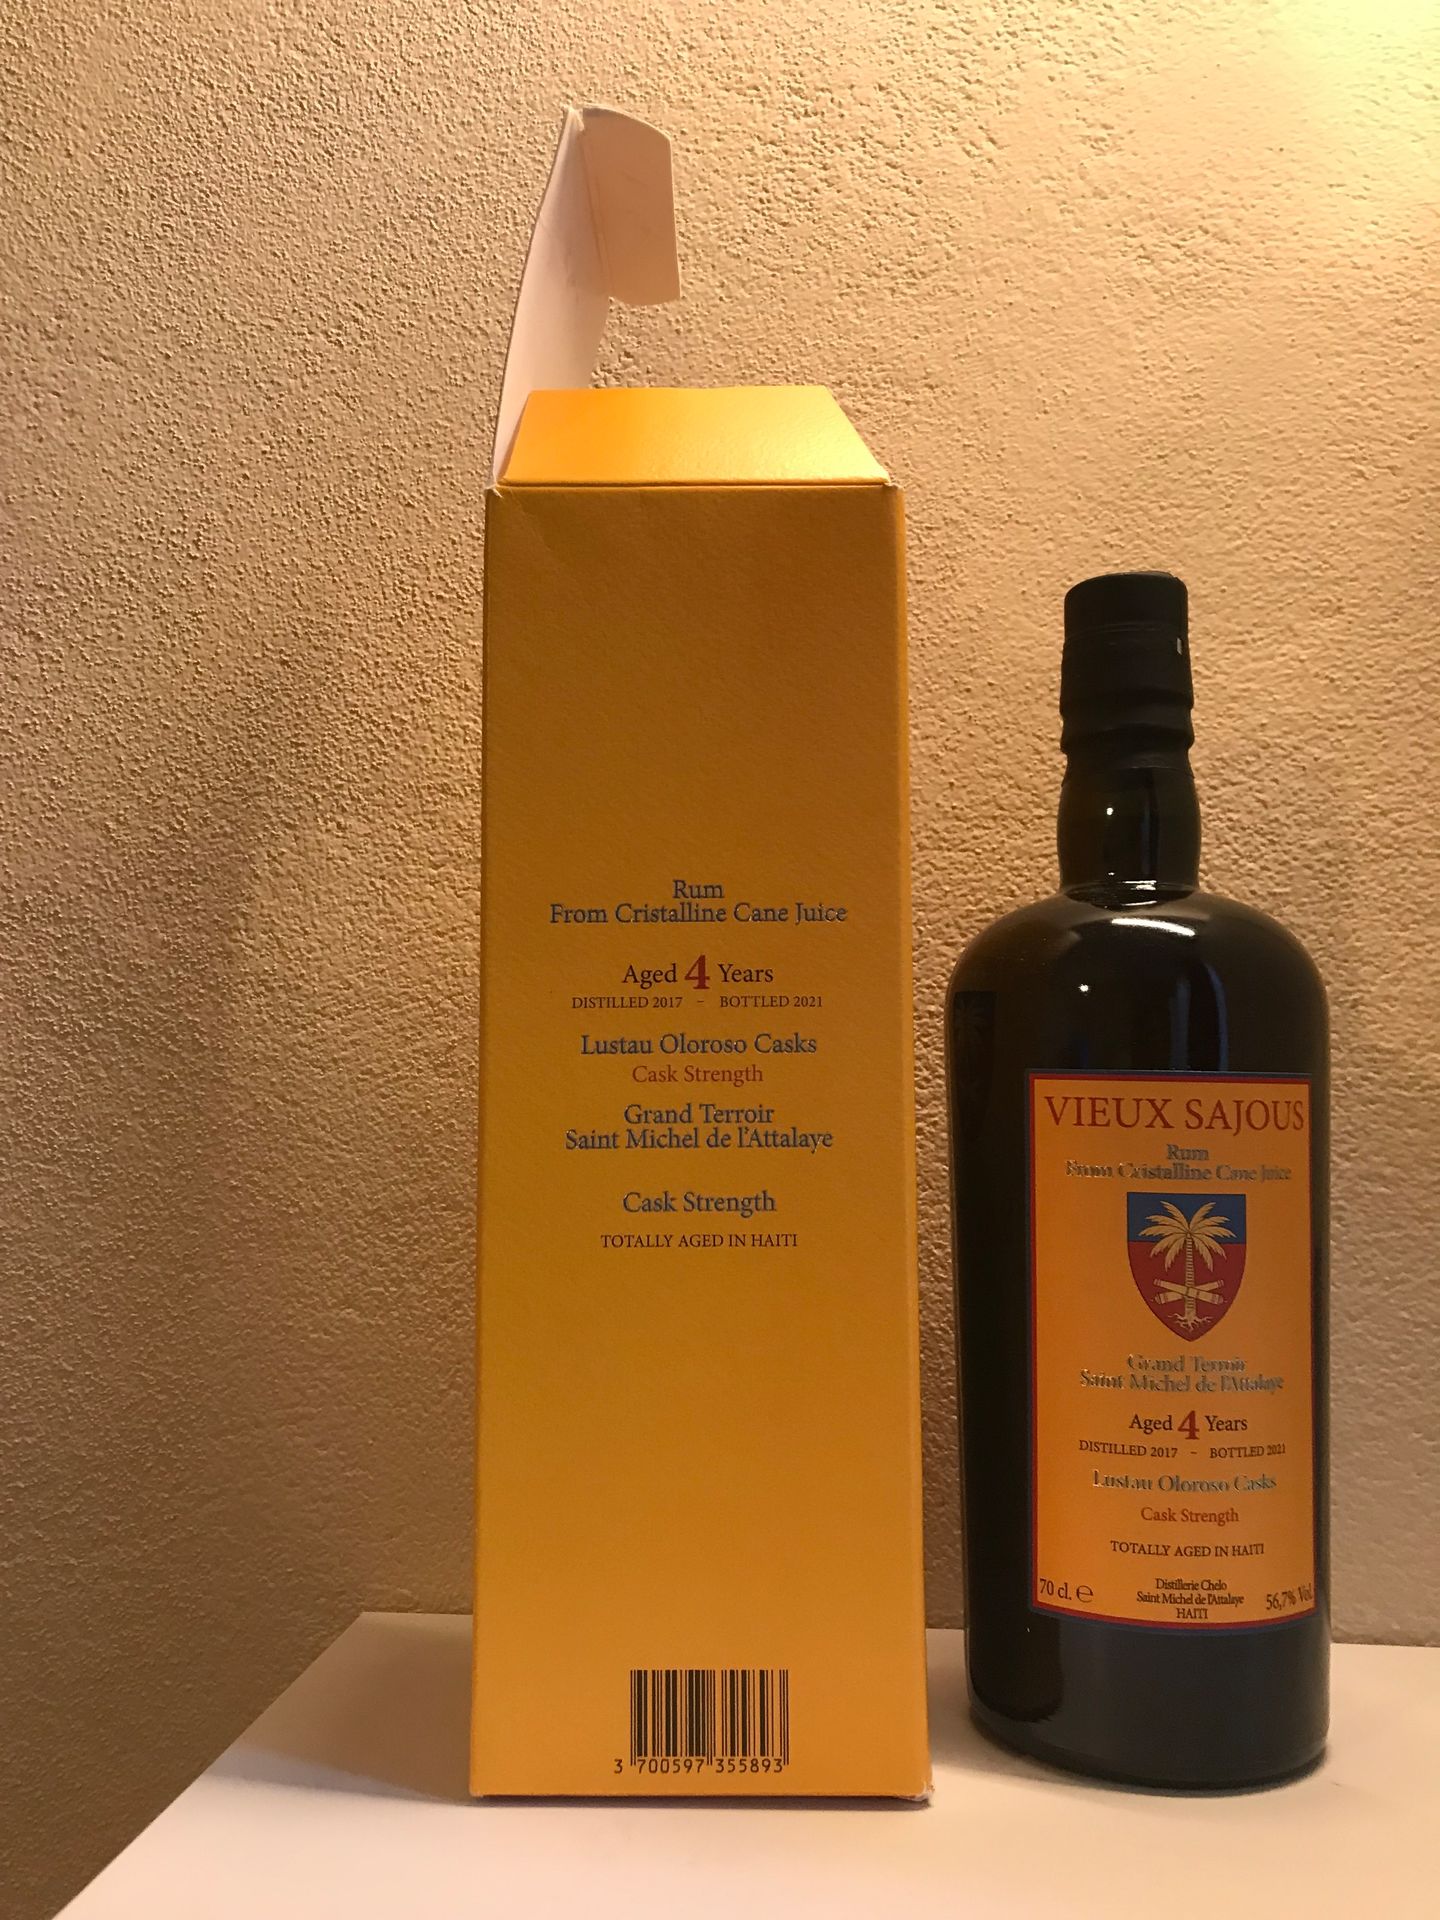 Rum
From Cristalline Cane Juice
Aged 4 Years
DISTILLED 2017 - BOTTLED 2021
Lustau Oloroso Casks
Cask Strength
Grand Terroir
Saint Michel de l'Attalaye
Cask Strength
TOTALLY AGED IN HAITI
3 700597 355893
VIEUX SAJOUS
Rum
From Cristalline Cane Juice
Grand Terroir
Saint Michel de l'Attalaye
Aged 4 Years
DISTILLED 2017 - BOTTLED 2021
Lustau Oloroso Casks
Cask Strength
TOTALLY AGED IN HAITI
70 cl. ℮
Distillerie Chelo
Saint Michel de l'Attalaye
HAITI
56,7% Vol.